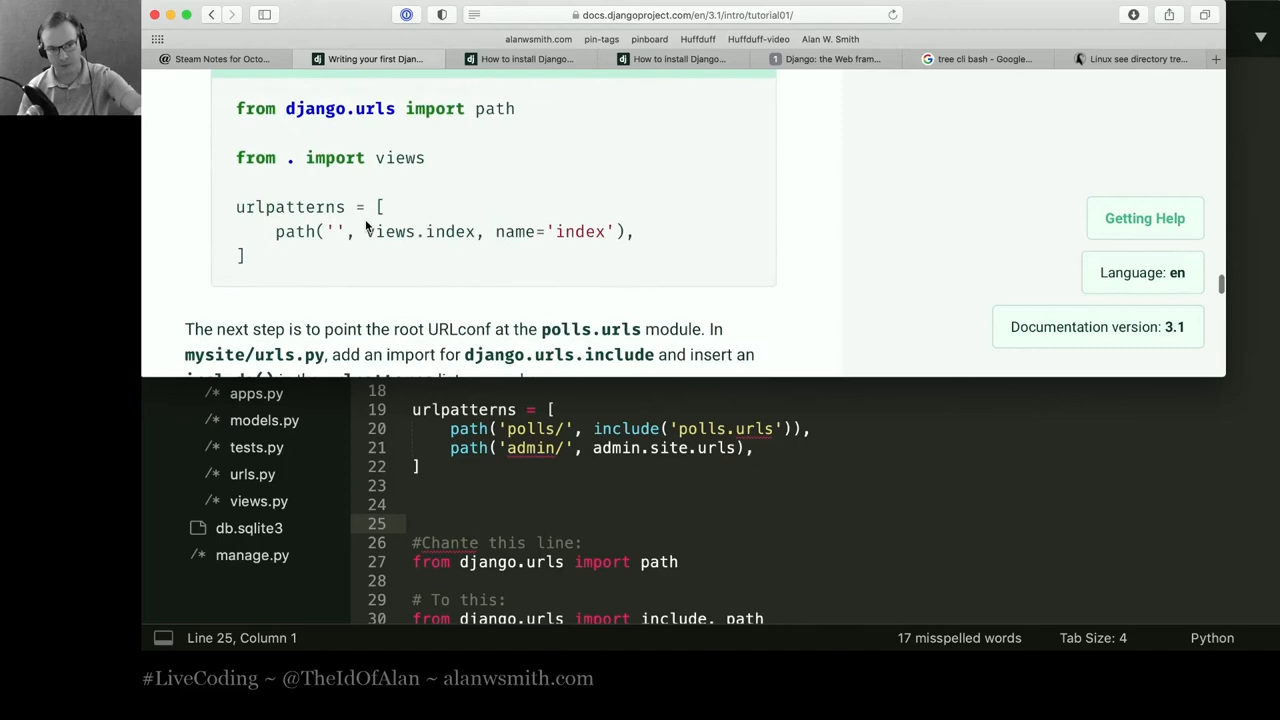 docs.djangoproject.com/en/3.1/intro/tutorial01/
alanwsmith.com pin-tags pinboard Huffduff Huffduff-video Alan W. Smith
@ Steam Notes for Octo...
dj Writing your first Djan...
dj How to install Django...
dj How to install Django...
1 Django: the Web fram...
G tree cli bash - Google...
Linux see directory tre...
from django.urls import path
from . import views
urlpatterns = [
path('', views.index, name='index'),
]
The next step is to point the root URLconf at the polls.urls module. In
mysite/urls.py, add an import for django.urls.include and insert an
Getting Help
Language: en
Documentation version: 3.1
/* apps.py
/* models.py
/* tests.py
/* urls.py
/* views.py
db.sqlite3
/* manage.py
18
19 urlpatterns = [
20 path('polls/', include('polls.urls')),
21 path('admin/', admin.site.urls),
22 ]
23
24
25
26 #Chante this line:
27 from django.urls import path
28
29 # To this:
30 from django.urls import include, path
Line 25, Column 1
17 misspelled words
Tab Size: 4
Python
#LiveCoding ~ @TheIdOfAlan ~ alanwsmith.com